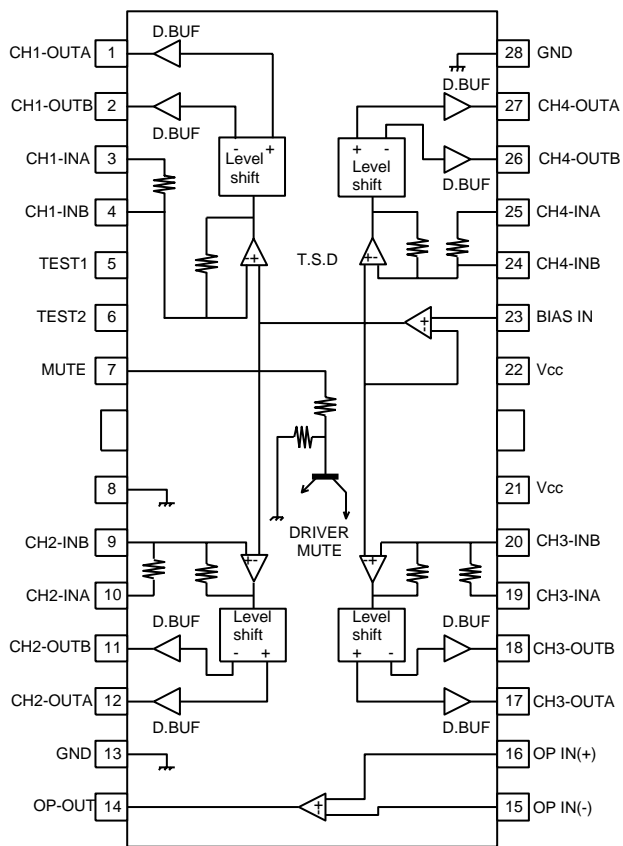 D.BUF
CH1-OUTA 1
28 GND
D.BUF
CH1-OUTB 2
27 CH4-OUTA
D.BUF
- +
+ -
CH1-INA 3
Level
shift
Level
shift
26 CH4-OUTB
D.BUF
CH1-INB 4
25 CH4-INA
TEST1 5
-+
T.S.D
+-
24 CH4-INB
TEST2 6
+-
23 BIAS IN
MUTE 7
22 Vcc
8
21 Vcc
DRIVER
MUTE
CH2-INB 9
+-
+-
20 CH3-INB
CH2-INA 10
19 CH3-INA
D.BUF
Level
shift
Level
shift
D.BUF
CH2-OUTB 11
- +
+ -
18 CH3-OUTB
CH2-OUTA 12
17 CH3-OUTA
D.BUF
D.BUF
GND 13
16 OP IN(+)
OP-OUT 14
+-
15 OP IN(-)